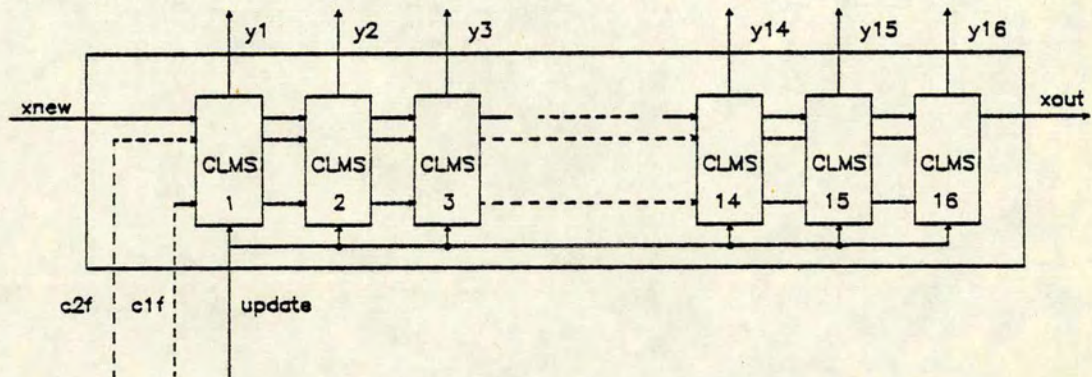 y1 y2 y3 y14 y15 y16
xnew xout
CLMS CLMS CLMS CLMS CLMS CLMS
1 2 3 14 15 16
c2f c1f update